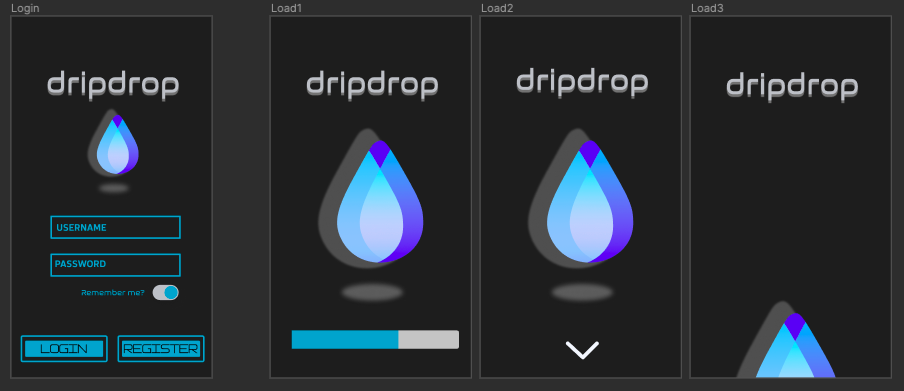 Login
dripdrop
USERNAME
PASSWORD
Remember me?
LOGIN
REGISTER
Load1
dripdrop
Load2
dripdrop
Load3
dripdrop